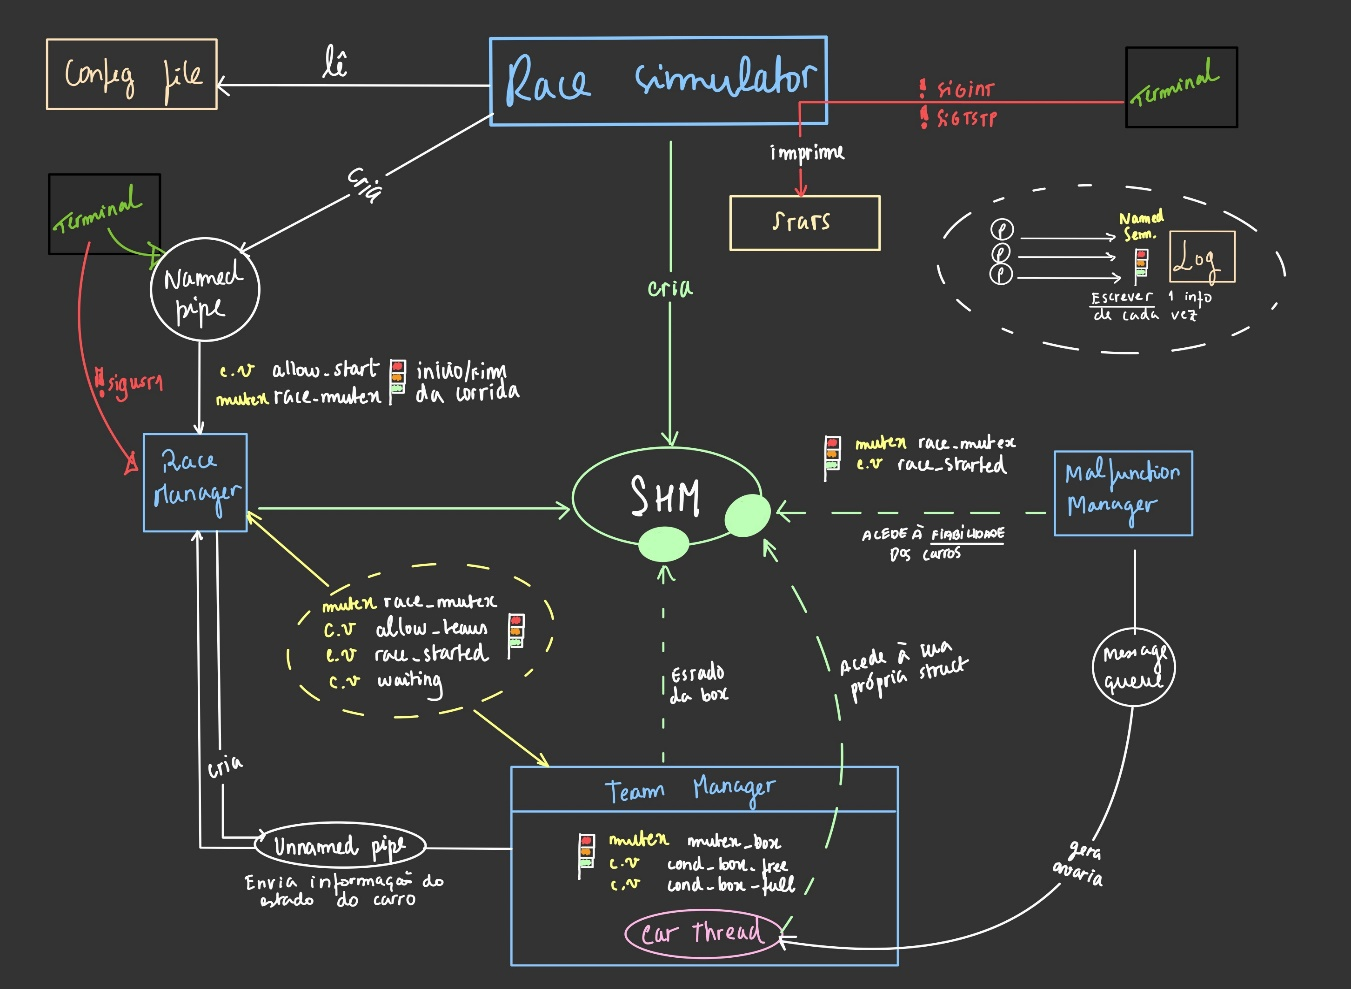 Config file
lê
Race simulator
! SIGINT
! SIGTSTP
Terminal
imprime
Stats
cria
Terminal
Named
pipe
cria
P
P
P
Named
Sem.
Log
Escrever 1 info
de cada vez
! sigusr1
c.v allow_start
mutex race_mutex
início/fim
da corrida
Race
Manager
SHM
mutex race_mutex
c.v race_started
Malfunction
Manager
ACEDE À FIABILIDADE
DOS CARROS
mutex race_mutex
c.v allow_teams
c.v race_started
c.v waiting
Estado
da box
Acede à sua
própria struct
Message
queue
cria
Team Manager
Unnamed pipe
Envia informação do
estado do carro
mutex mutex_box
c.v cond_box_free
c.v cond_box_full
Car Thread
gera
avaria